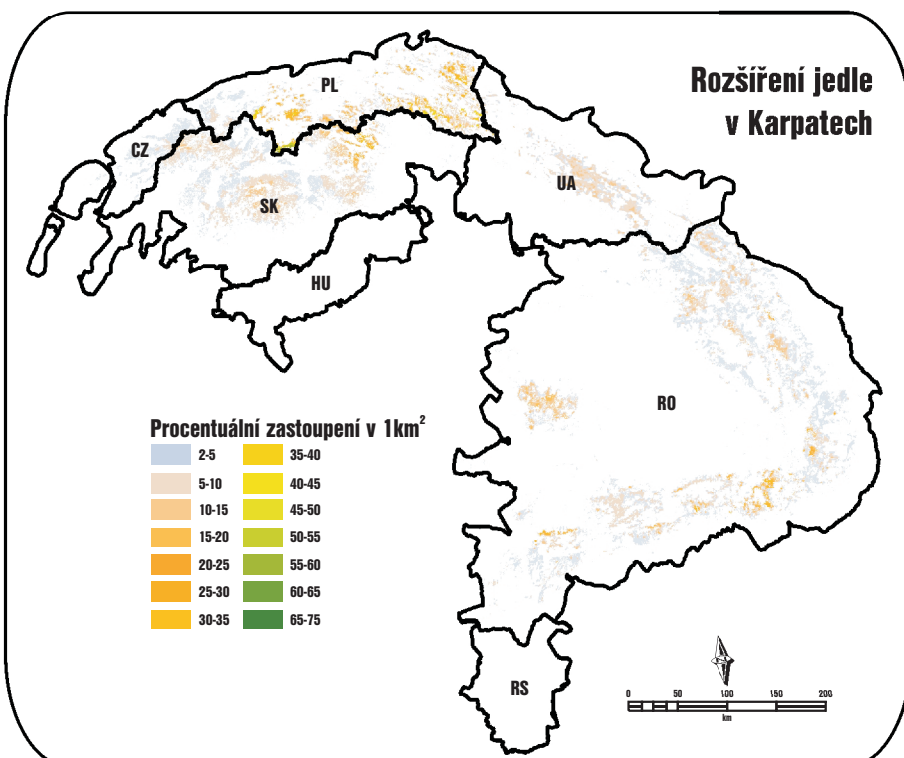 Rozšíření jedle
v Karpatech
PL
CZ
SK
UA
HU
RO
RS
Procentuální zastoupení v 1km²
2-5 35-40
5-10 40-45
10-15 45-50
15-20 50-55
20-25 55-60
25-30 60-65
30-35 65-75
0 50 100 150 200
km